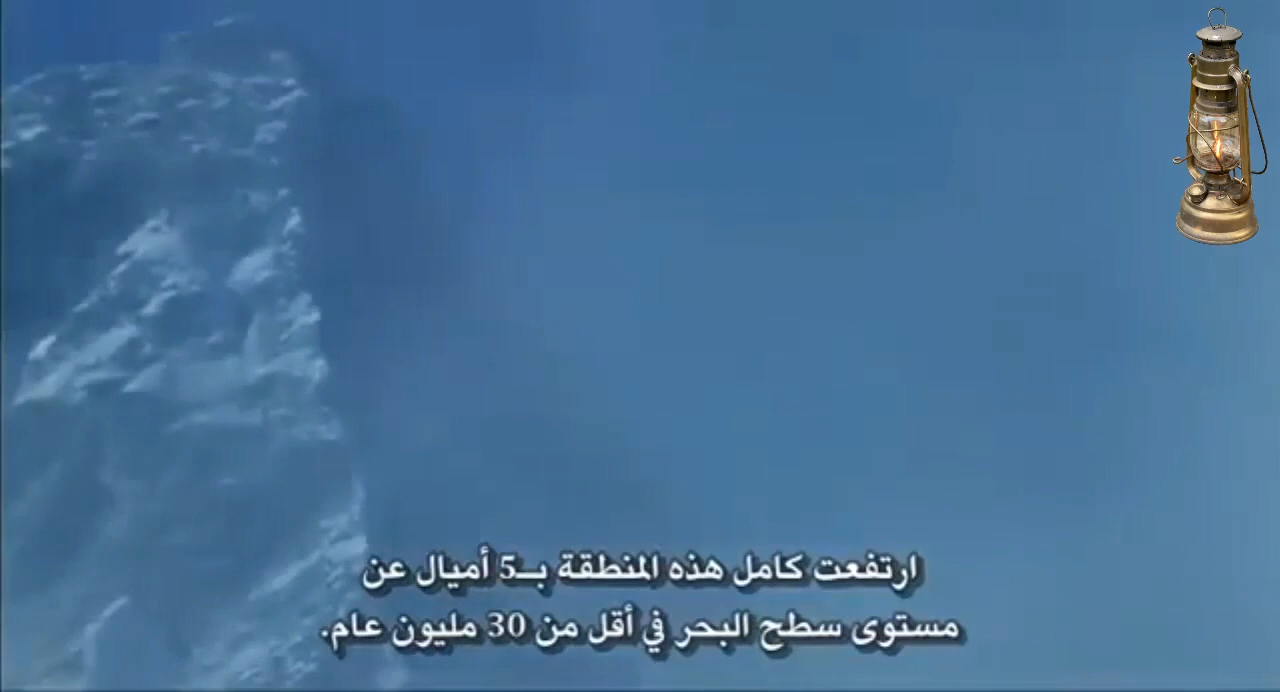 ارتفعت كامل هذه المنطقة بـ5 أميال عن
مستوى سطح البحر في أقل من 30 مليون عام.